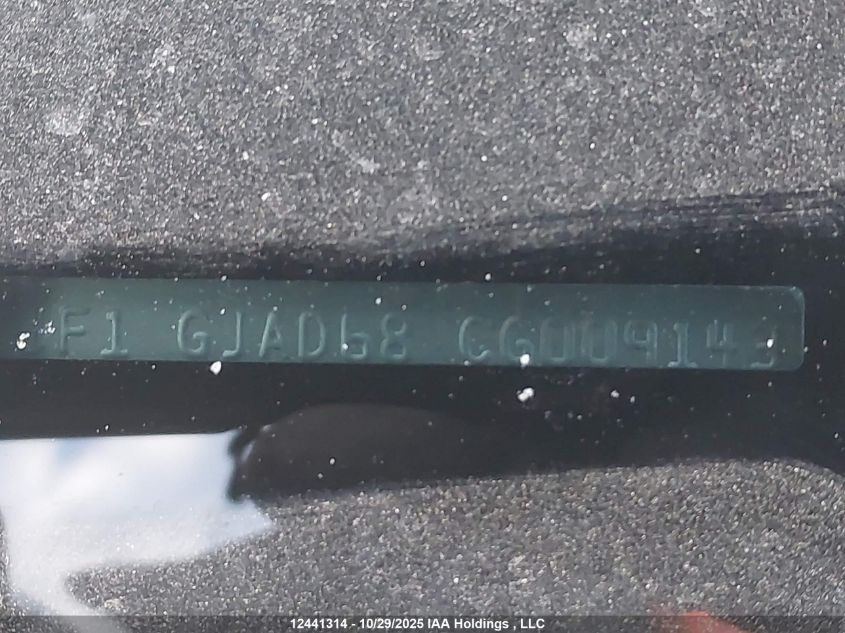 F1 GJAD68 CG009143
12441314 - 10/29/2025 IAA Holdings , LLC